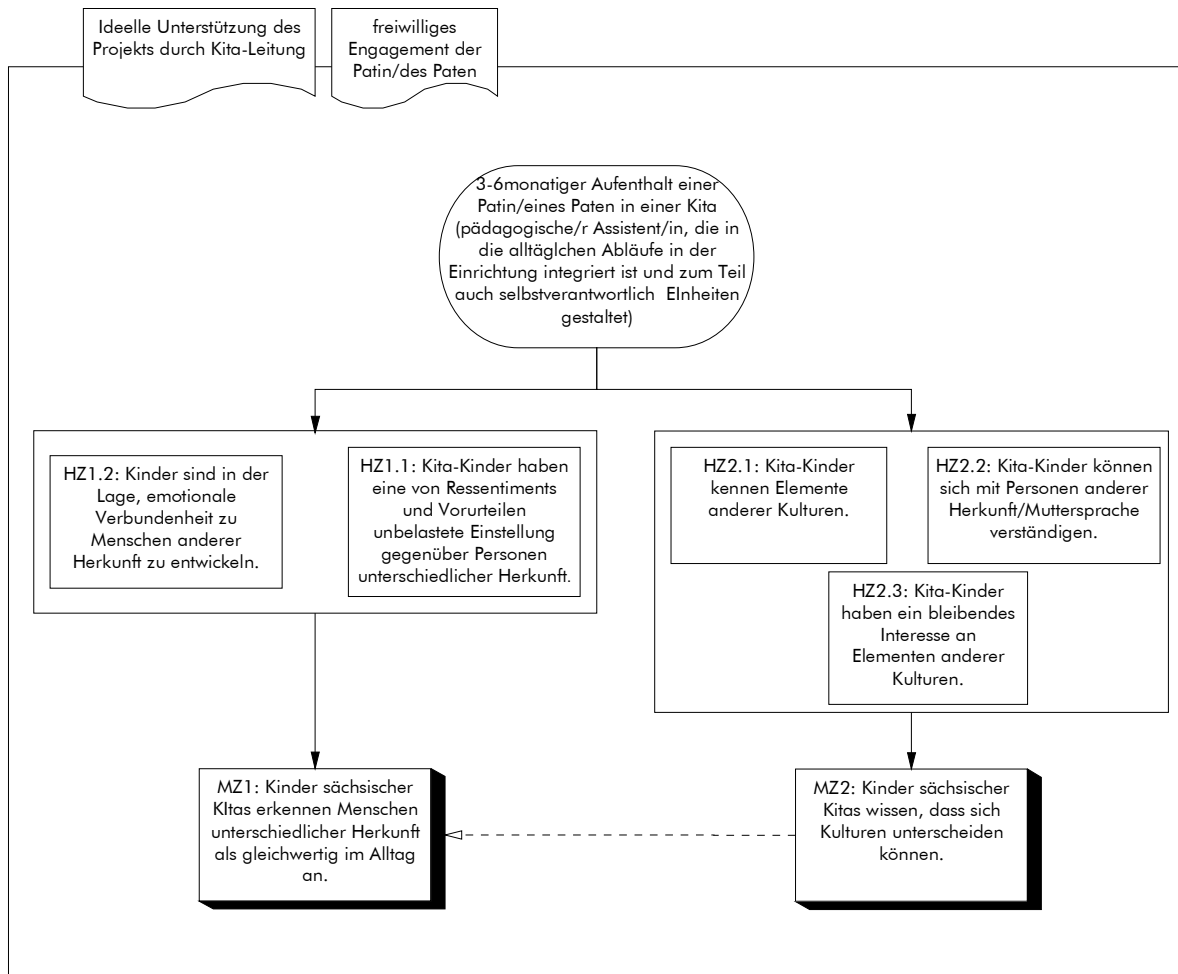 Ideelle Unterstützung des
Projekts durch Kita-Leitung
freiwilliges
Engagement der
Patin/des Paten
3-6monatiger Aufenthalt einer
Patin/eines Paten in einer Kita
(pädagogische/r Assistent/in, die in
die alltäglchen Abläufe in der
Einrichtung integriert ist und zum Teil
auch selbstverantwortlich EInheiten
gestaltet)
HZ1.2: Kinder sind in der
Lage, emotionale
Verbundenheit zu
Menschen anderer
Herkunft zu entwickeln.
HZ1.1: Kita-Kinder haben
eine von Ressentiments
und Vorurteilen
unbelastete Einstellung
gegenüber Personen
unterschiedlicher Herkunft.
HZ2.1: Kita-Kinder
kennen Elemente
anderer Kulturen.
HZ2.2: Kita-Kinder können
sich mit Personen anderer
Herkunft/Muttersprache
verständigen.
HZ2.3: Kita-Kinder
haben ein bleibendes
Interesse an
Elementen anderer
Kulturen.
MZ1: Kinder sächsischer
KItas erkennen Menschen
unterschiedlicher Herkunft
als gleichwertig im Alltag
an.
MZ2: Kinder sächsischer
Kitas wissen, dass sich
Kulturen unterscheiden
können.